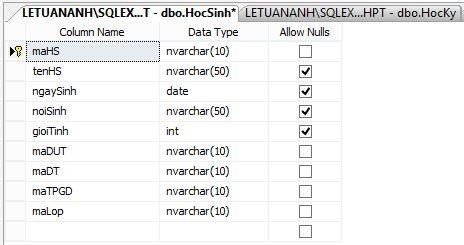 LETUANANH\SQLEX...T - dbo.HocSinh* LETUANANH\SQLEX...HPT - dbo.HocKy
Column Name Data Type Allow Nulls
maHS nvarchar(10)
tenHS nvarchar(50)
ngaySinh date
noiSinh nvarchar(50)
gioiTinh int
maDUT nvarchar(10)
maDT nvarchar(10)
maTPGD nvarchar(10)
maLop nvarchar(10)